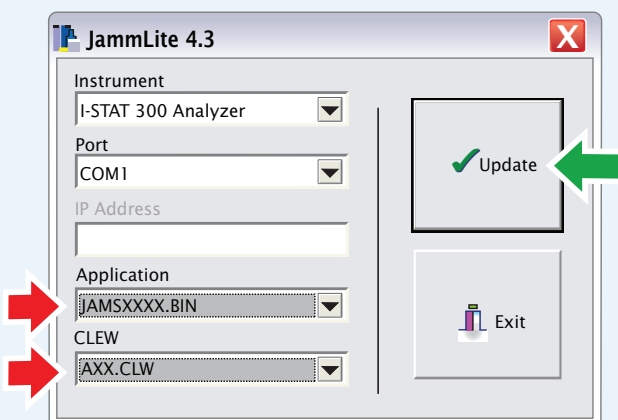 JammLite 4.3
Instrument
I-STAT 300 Analyzer
Port
COM1
IP Address
Application
JAMSXXXX.BIN
CLEW
AXX.CLW
Update
Exit